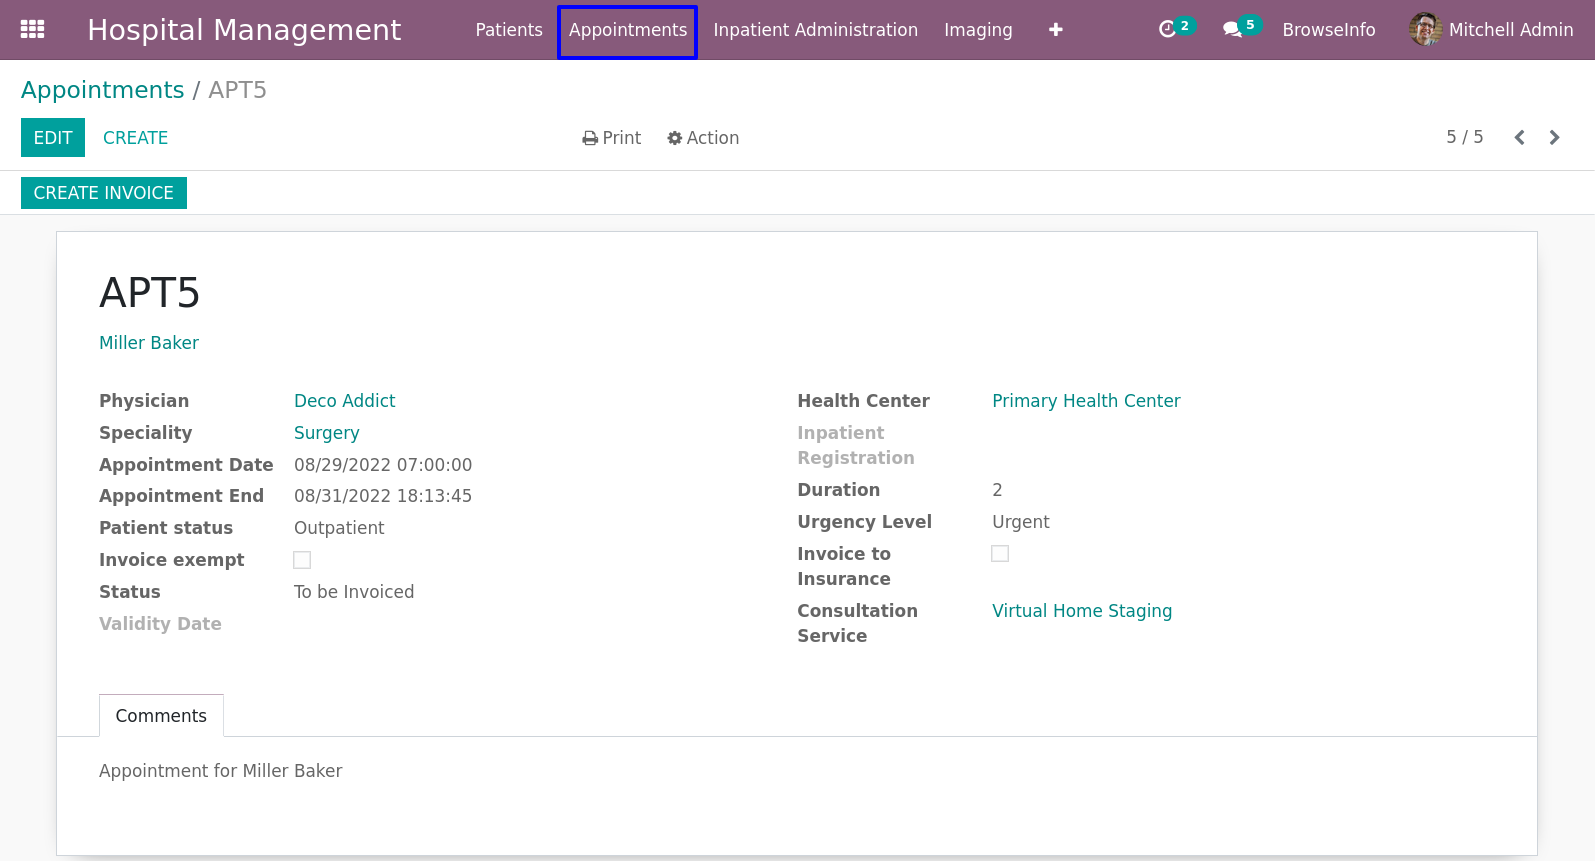 Hospital Management Patients Appointments Inpatient Administration Imaging 2 5 BrowseInfo Mitchell Admin
Appointments / APT5
EDIT CREATE Print Action 5 / 5
CREATE INVOICE
APT5
Miller Baker
Physician Deco Addict Health Center Primary Health Center
Speciality Surgery Inpatient
Registration
Appointment Date 08/29/2022 07:00:00
Appointment End 08/31/2022 18:13:45 Duration 2
Patient status Outpatient Urgency Level Urgent
Invoice exempt Invoice to
Insurance
Status To be Invoiced Consultation Virtual Home Staging
Service
Validity Date
Comments
Appointment for Miller Baker